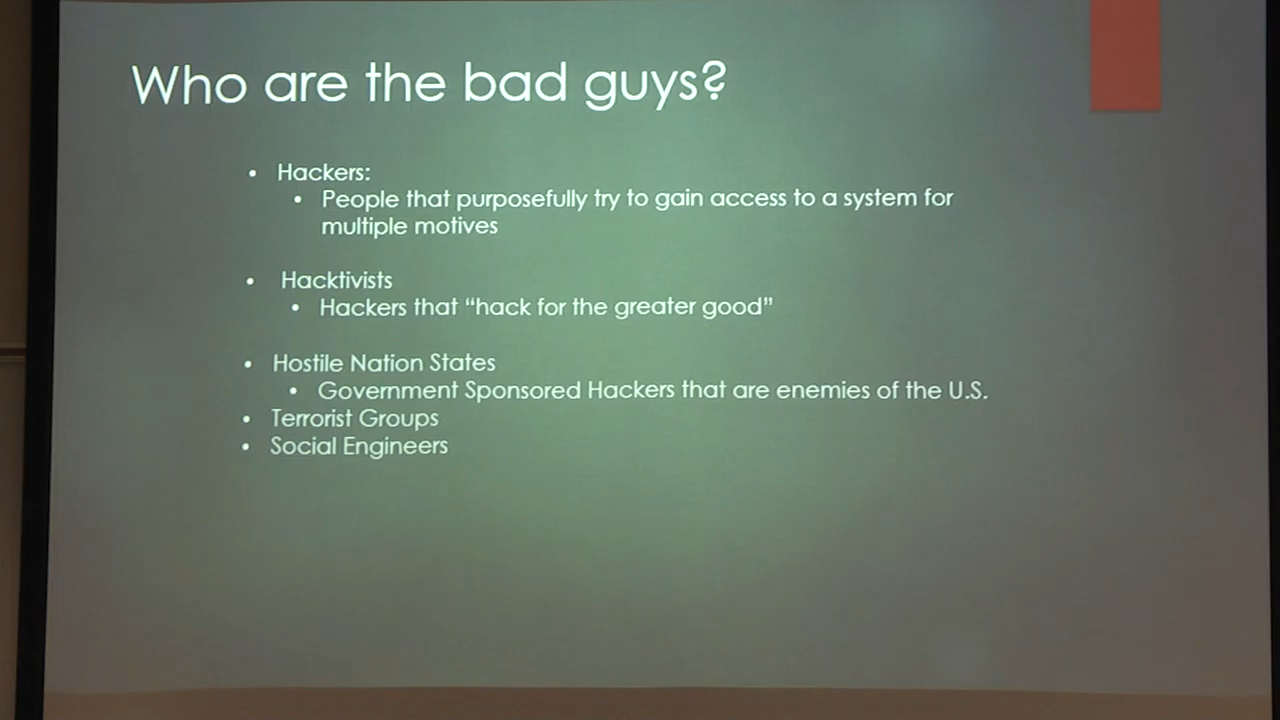 Who are the bad guys?
• Hackers:
• People that purposefully try to gain access to a system for
multiple motives
• Hacktivists
• Hackers that “hack for the greater good”
• Hostile Nation States
• Government Sponsored Hackers that are enemies of the U.S.
• Terrorist Groups
• Social Engineers